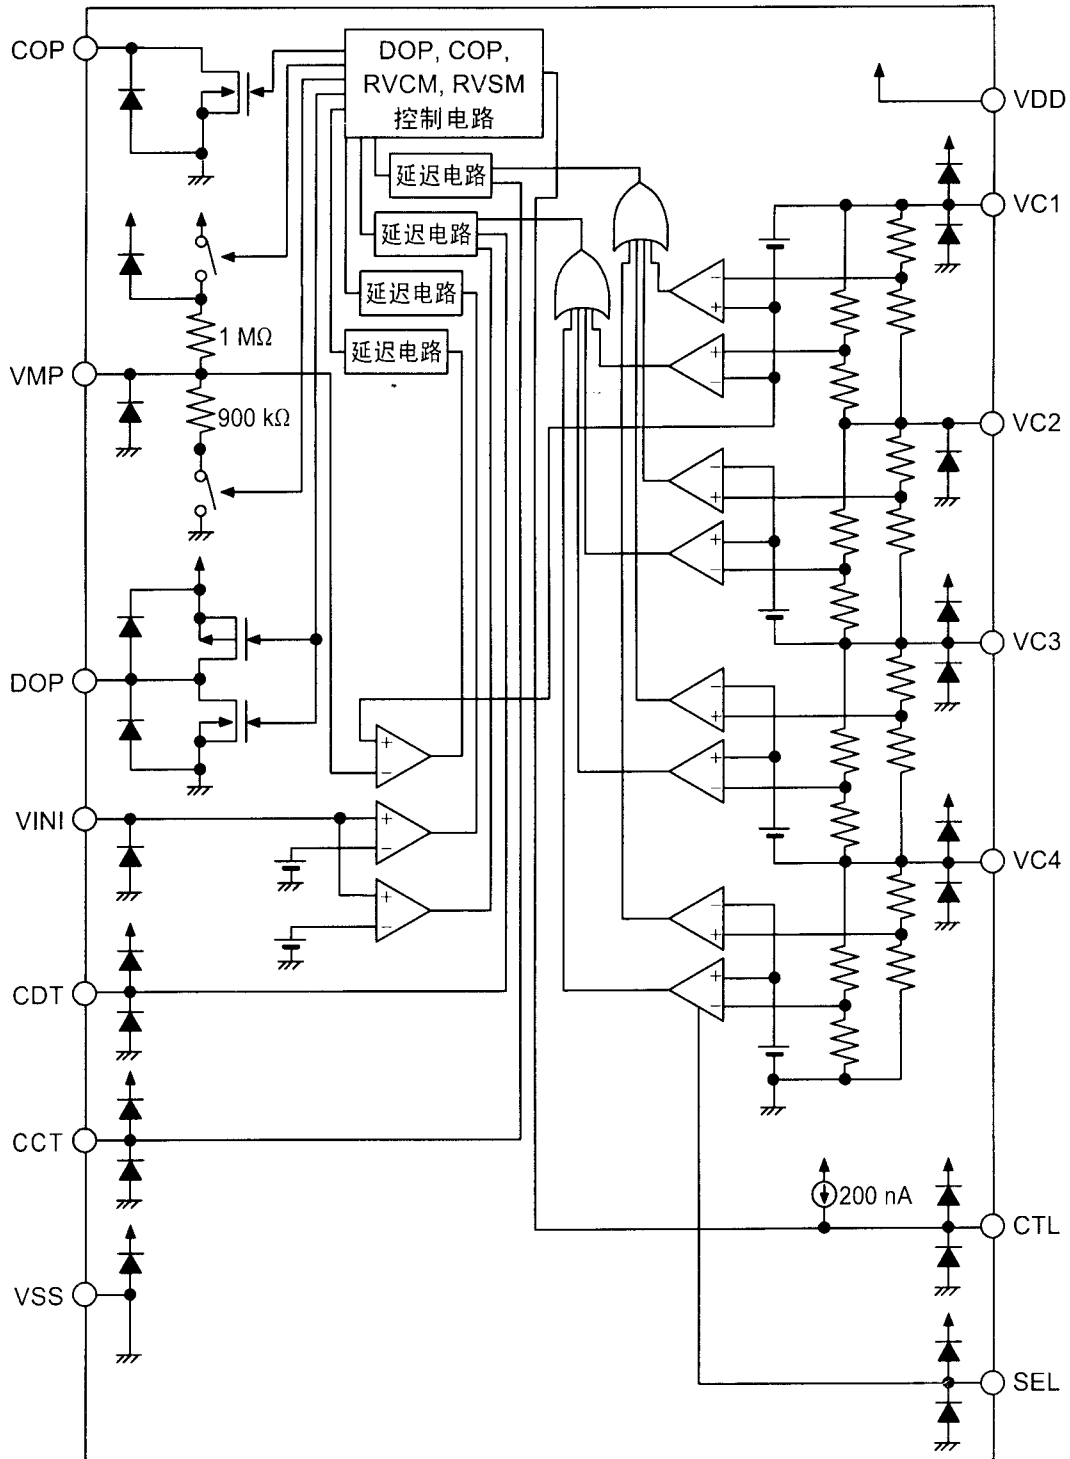 COP
DOP, COP,
RVCM, RVSM
控制电路
VDD
延迟电路
VC1
延迟电路
延迟电路
1 MΩ
延迟电路
VMP
900 kΩ
VC2
VC3
DOP
VINI
VC4
CDT
CCT
200 nA
CTL
VSS
SEL